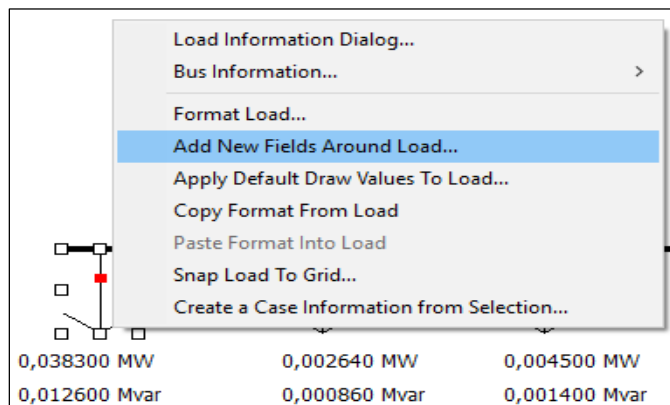 Load Information Dialog...
Bus Information...
Format Load...
Add New Fields Around Load...
Apply Default Draw Values To Load...
Copy Format From Load
Paste Format Into Load
Snap Load To Grid...
Create a Case Information from Selection...
0,038300 MW 0,002640 MW 0,004500 MW
0,012600 Mvar 0,000860 Mvar 0,001400 Mvar